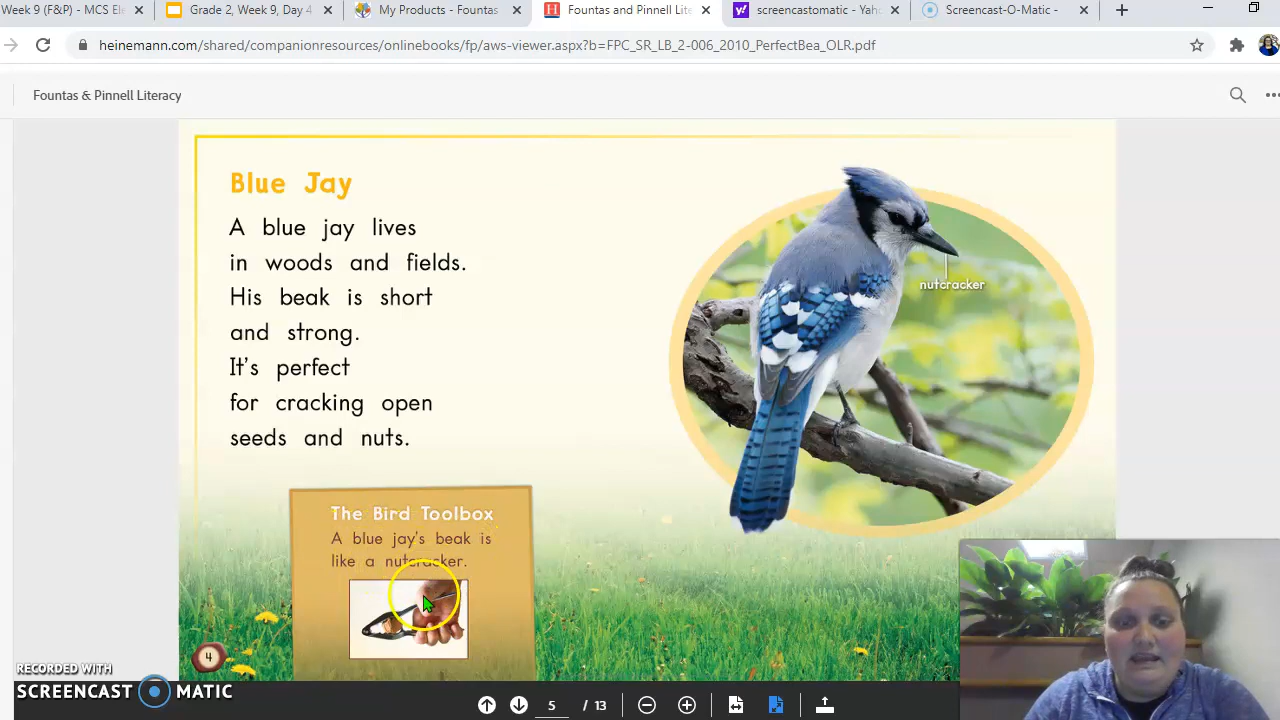 Week 9 (F&P) - MCS Ele
Grade 2, Week 9, Day 4
My Products - Fountas
Fountas and Pinnell Lite
screencastomatic - Yah
Screencast-O-Matic -
heinemann.com/shared/companionresources/onlinebooks/fp/aws-viewer.aspx?b=FPC_SR_LB_2-006_2010_PerfectBea_OLR.pdf
Fountas & Pinnell Literacy
Blue Jay
A blue jay lives
in woods and fields.
His beak is short
and strong.
It's perfect
for cracking open
seeds and nuts.
nutcracker
The Bird Toolbox
A blue jay's beak is
like a nutcracker.
4
RECORDED WITH
SCREENCAST MATIC
5 / 13